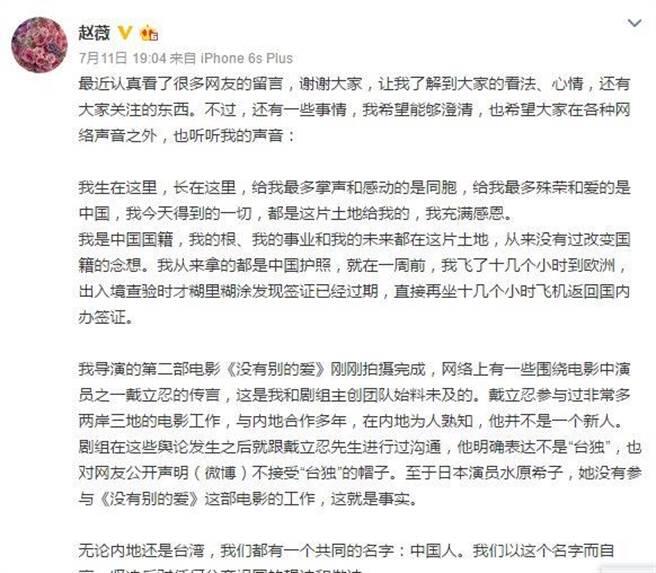 赵薇
7月11日 19:04 来自 iPhone 6s Plus
最近认真看了很多网友的留言，谢谢大家，让我了解到大家的看法、心情，还有
大家关注的东西。不过，还有一些事情，我希望能够澄清，也希望大家在各种网
络声音之外，也听听我的声音：
我生在这里，长在这里，给我最多掌声和感动的是同胞，给我最多殊荣和爱的是
中国，我今天得到的一切，都是这片土地给我的，我充满感恩。
我是中国国籍，我的根、我的事业和我的未来都在这片土地，从来没有过改变国
籍的念想。我从来拿的都是中国护照，就在一周前，我飞了十几个小时到欧洲，
出入境查验时才糊里糊涂发现签证已经过期，直接再坐十几个小时飞机返回国内
办签证。
我导演的第二部电影《没有别的爱》刚刚拍摄完成，网络上有一些围绕电影中演
员之一戴立忍的传言，这是我和剧组主创团队始料未及的。戴立忍参与过非常多
两岸三地的电影工作，与内地合作多年，在内地为人熟知，他并不是一个新人。
剧组在这些舆论发生之后就跟戴立忍先生进行过沟通，他明确表达不是“台独”，也
对网友公开声明（微博）不接受“台独”的帽子。至于日本演员水原希子，她没有参
与《没有别的爱》这部电影的工作，这就是事实。
无论内地还是台湾，我们都有一个共同的名字：中国人。我们以这个名字而自